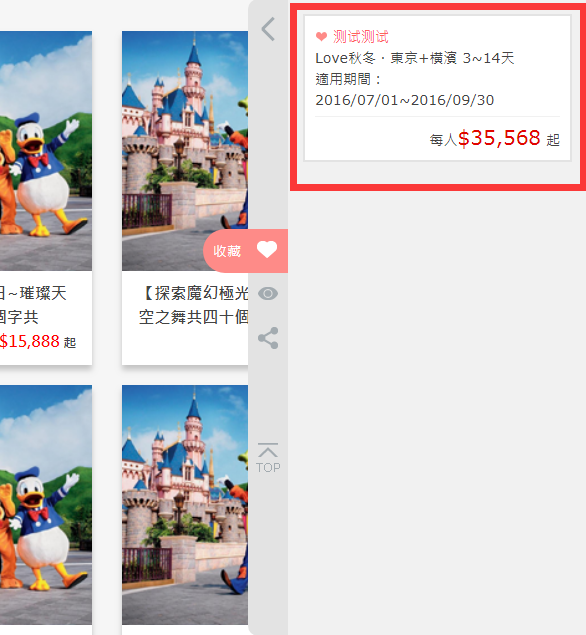 测试测试
Love秋冬．東京+橫濱 3~14天
適用期間：
2016/07/01~2016/09/30
每人$35,568 起
收藏
日~璀璨天
個字共
$15,888 起
【探索魔幻極光
空之舞共四十個
TOP